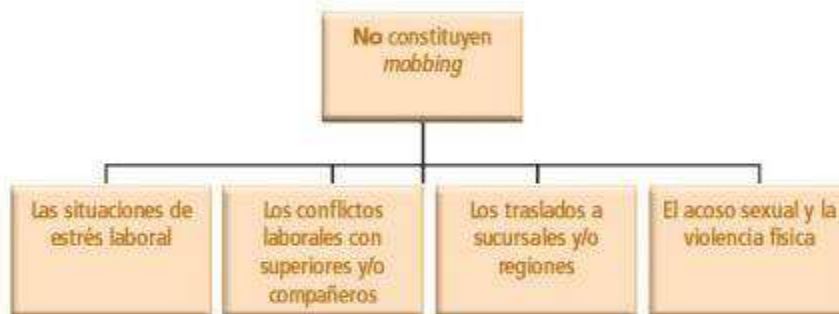 No constituyen
mobbing
Las situaciones de
estrés laboral
Los conflictos
laborales con
superiores y/o
compañeros
Los traslados a
sucursales y/o
regiones
El acoso sexual y la
violencia física